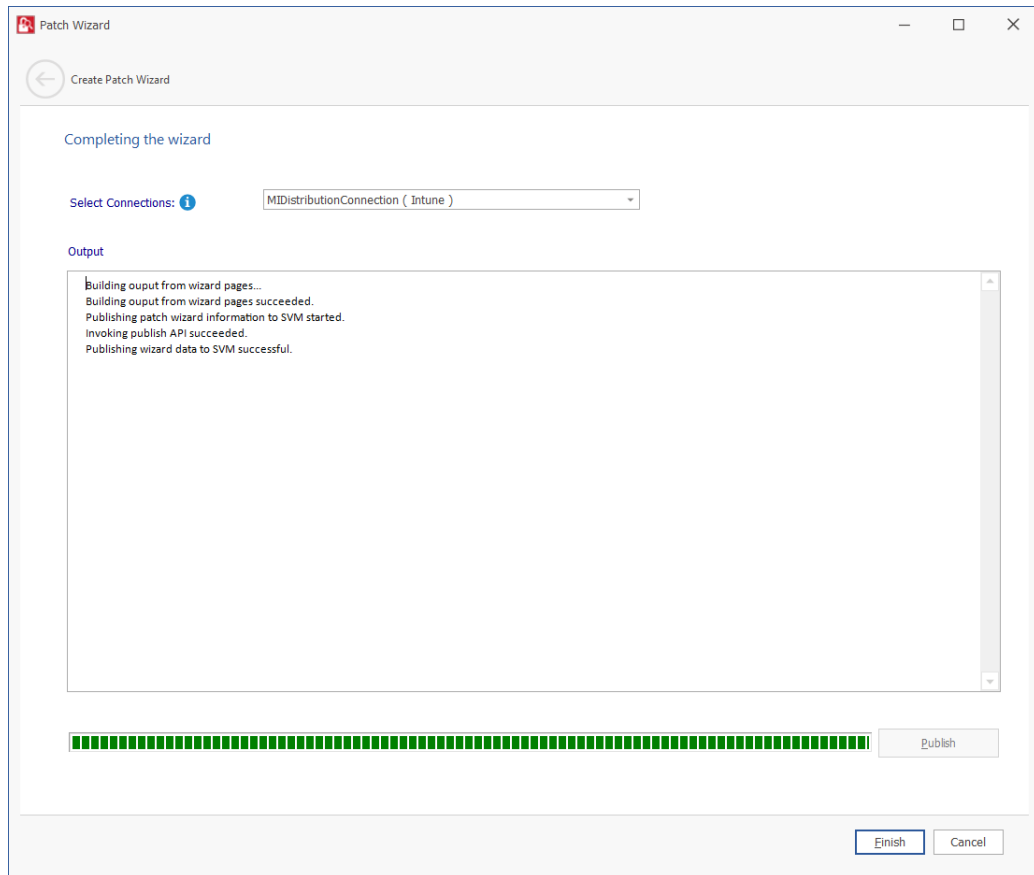 Patch Wizard
Create Patch Wizard
Completing the wizard
Select Connections:
MIDistributionConnection ( Intune )
Output
Building ouput from wizard pages...
Building ouput from wizard pages succeeded.
Publishing patch wizard information to SVM started.
Invoking publish API succeeded.
Publishing wizard data to SVM successful.
Publish
Finish
Cancel